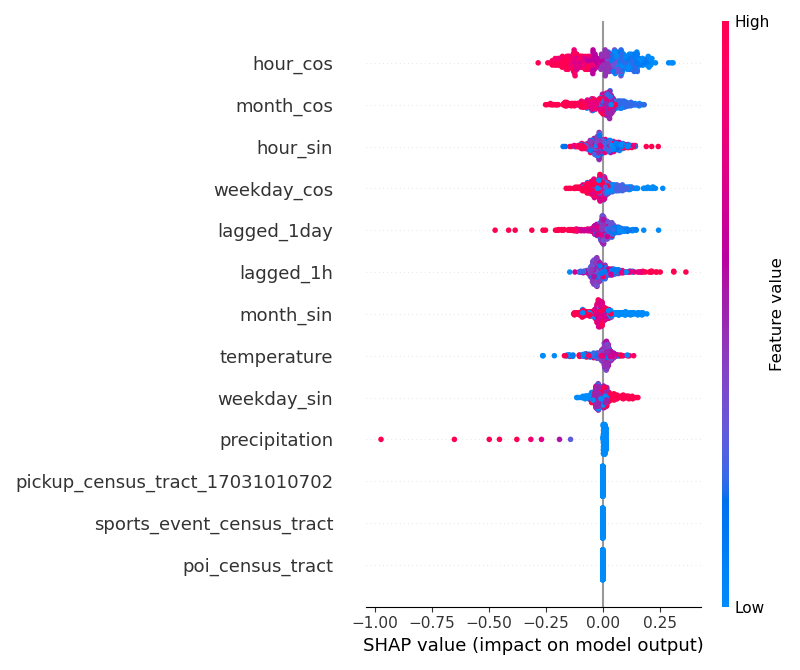 High
hour_cos
month_cos
hour_sin
weekday_cos
lagged_1day
lagged_1h
month_sin
temperature
weekday_sin
precipitation
pickup_census_tract_17031010702
sports_event_census_tract
poi_census_tract
Feature value
Low
−1.00 −0.75 −0.50 −0.25 0.00 0.25
SHAP value (impact on model output)